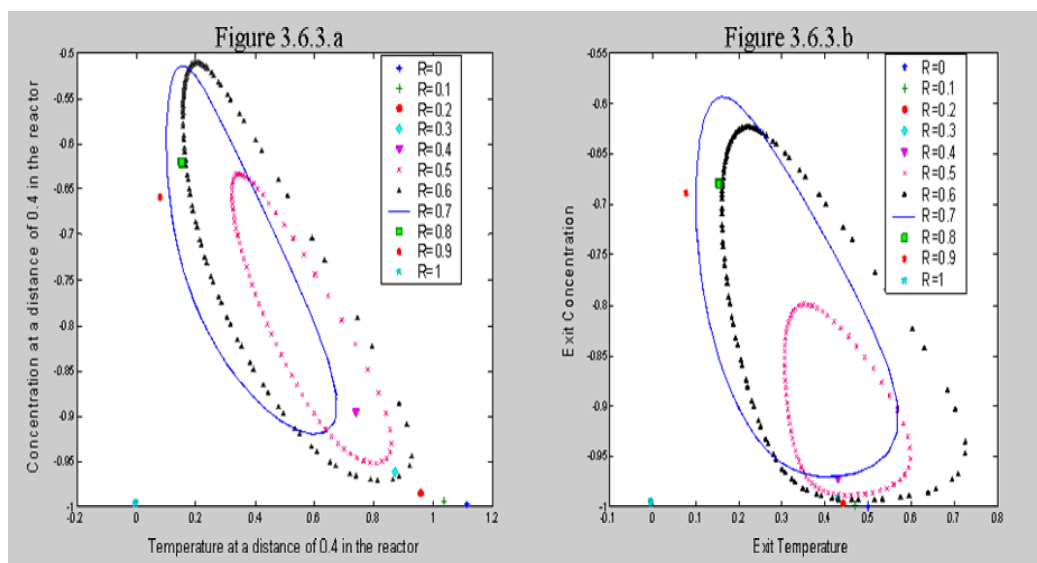 Figure 3.6.3.a
-0.5
-0.55
-0.6
-0.65
-0.7
-0.75
-0.8
-0.85
-0.9
-0.95
-1
-0.2
0
0.2
0.4
0.6
0.8
1
1.2
Concentration at a distance of 0.4 in the reactor
Temperature at a distance of 0.4 in the reactor
R=0
R=0.1
R=0.2
R=0.3
R=0.4
R=0.5
R=0.6
R=0.7
R=0.8
R=0.9
R=1
Figure 3.6.3.b
-0.55
-0.6
-0.65
-0.7
-0.75
-0.8
-0.85
-0.9
-0.95
-1
-0.1
0
0.1
0.2
0.3
0.4
0.5
0.6
0.7
0.8
Exit Concentration
Exit Temperature
R=0
R=0.1
R=0.2
R=0.3
R=0.4
R=0.5
R=0.6
R=0.7
R=0.8
R=0.9
R=1